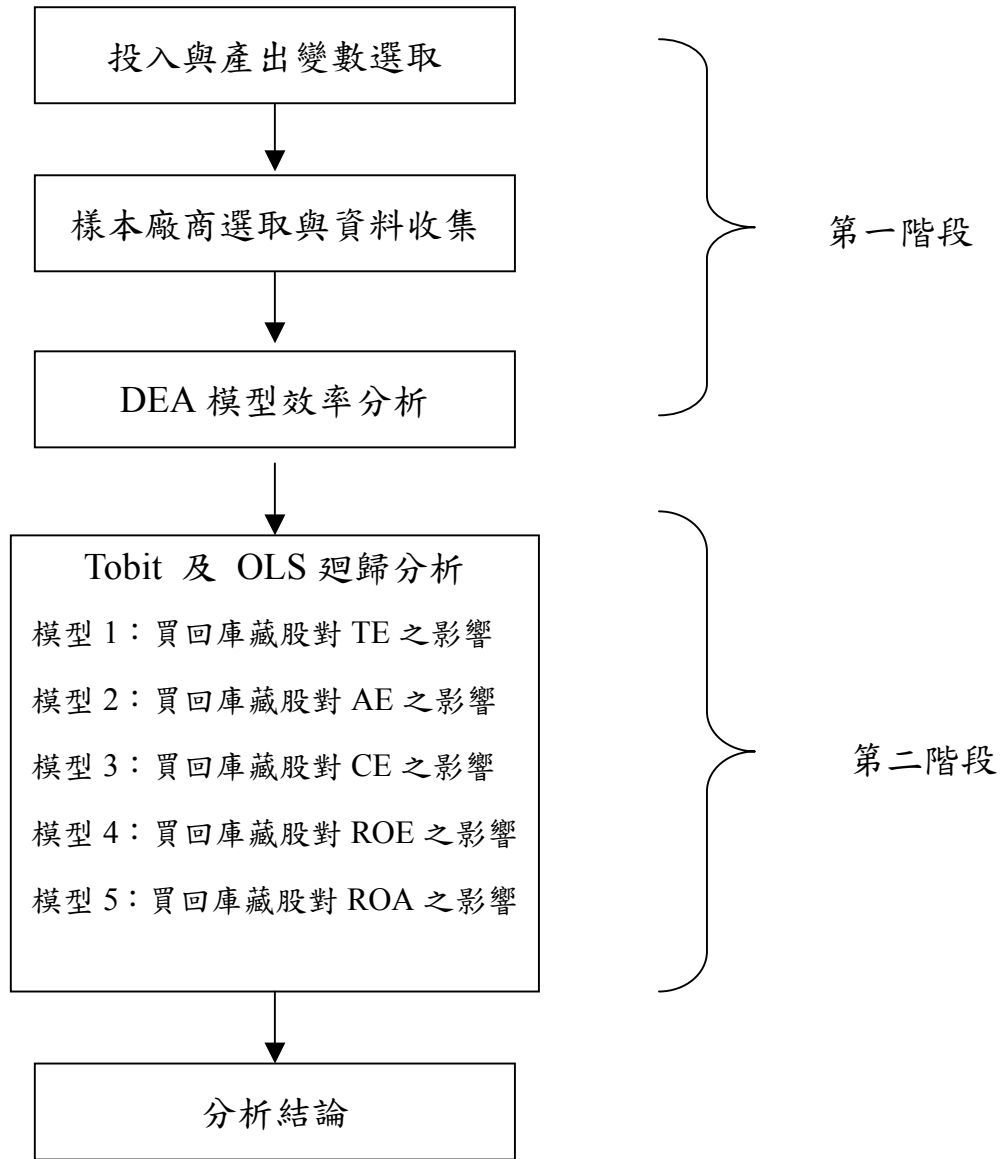 投入與產出變數選取
樣本廠商選取與資料收集
第一階段
DEA 模型效率分析
Tobit 及 OLS 廻歸分析
模型 1：買回庫藏股對 TE 之影響
模型 2：買回庫藏股對 AE 之影響
模型 3：買回庫藏股對 CE 之影響
第二階段
模型 4：買回庫藏股對 ROE 之影響
模型 5：買回庫藏股對 ROA 之影響
分析結論